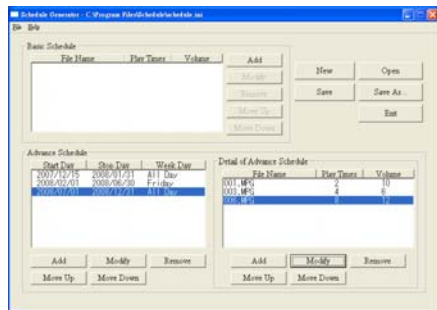 Schedule Generator - C:\Program Files\Schedule\schedule.ini
File Help
Basic Schedule
File Name Play Times Volume
Add
Modify
Remove
Move Up
Move Down
New Open
Save Save As...
Exit
Advance Schedule
Start Day Stop Day Week Day
2007/12/15 2008/01/31 All Day
2008/02/01 2008/06/30 Friday
2008/07/01 2008/12/31 All Day
Add Modify Remove
Move Up Move Down
Detail of Advance Schedule
File Name Play Times Volume
001.MPG 2 10
003.MPG 4 6
006.MPG 8 12
Add Modify Remove
Move Up Move Down